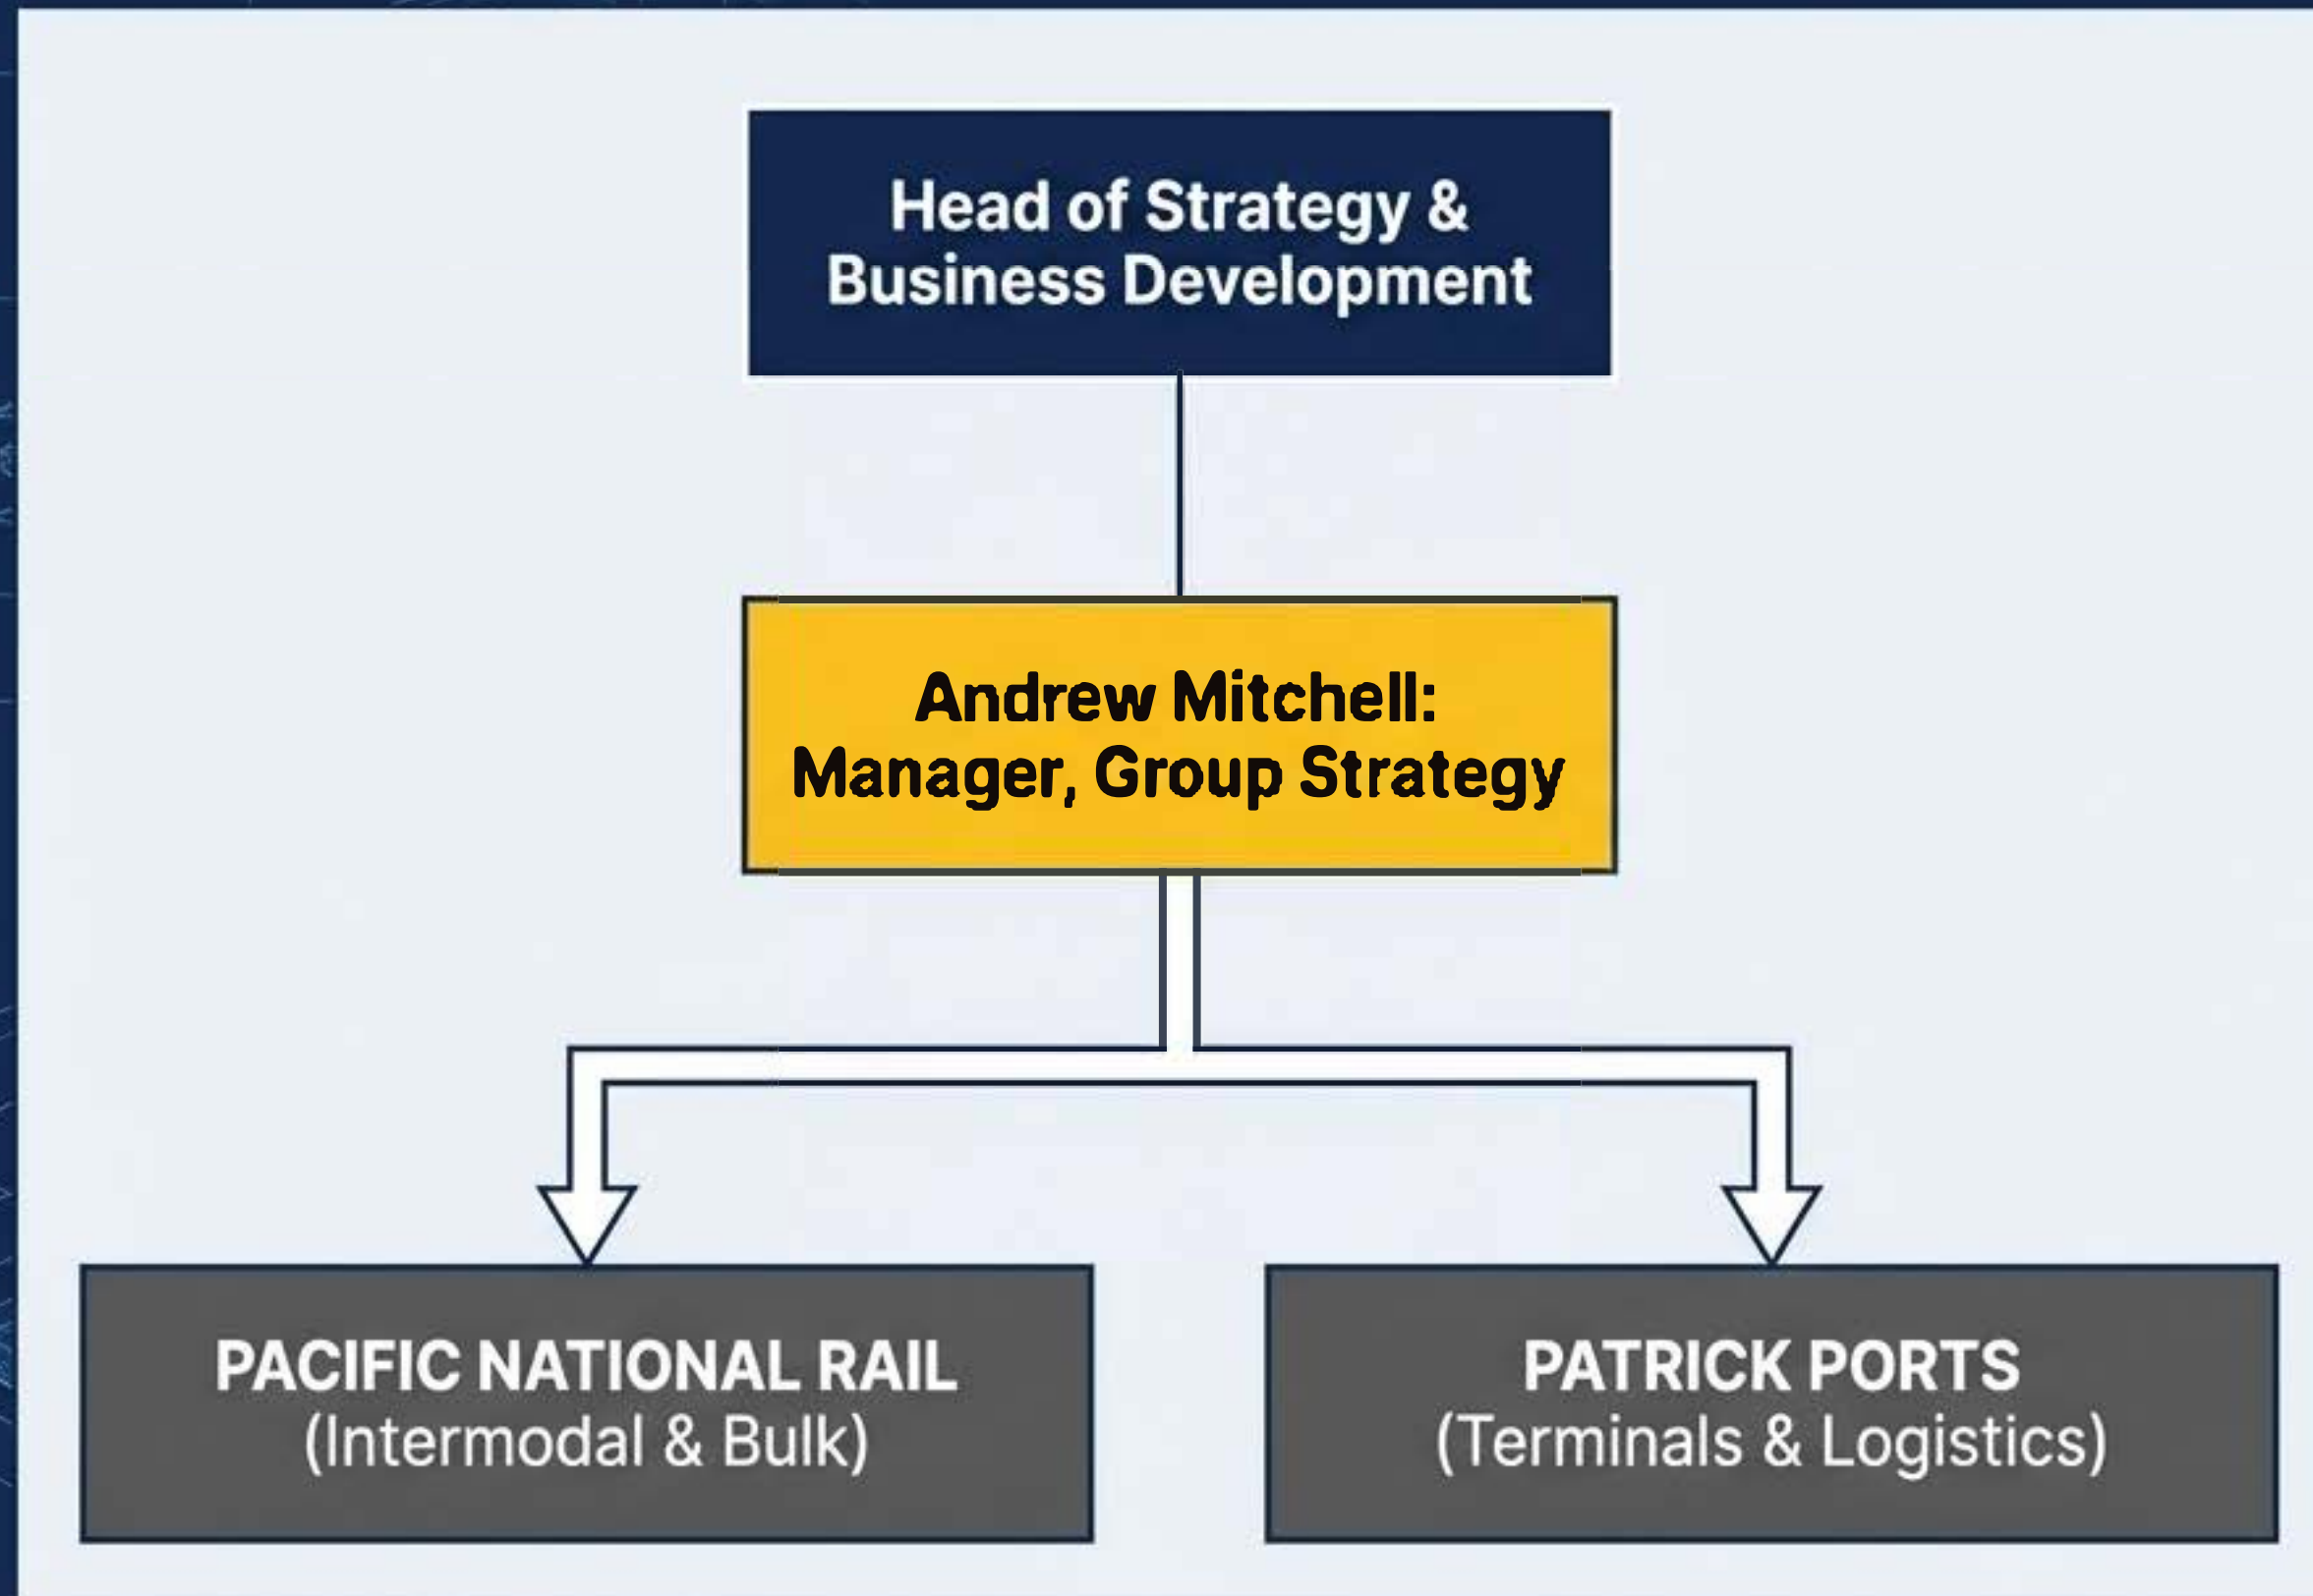 Head of Strategy &
Business Development
Andrew Mitchell:
Manager, Group Strategy
PACIFIC NATIONAL RAIL
(Intermodal & Bulk)
PATRICK PORTS
(Terminals & Logistics)